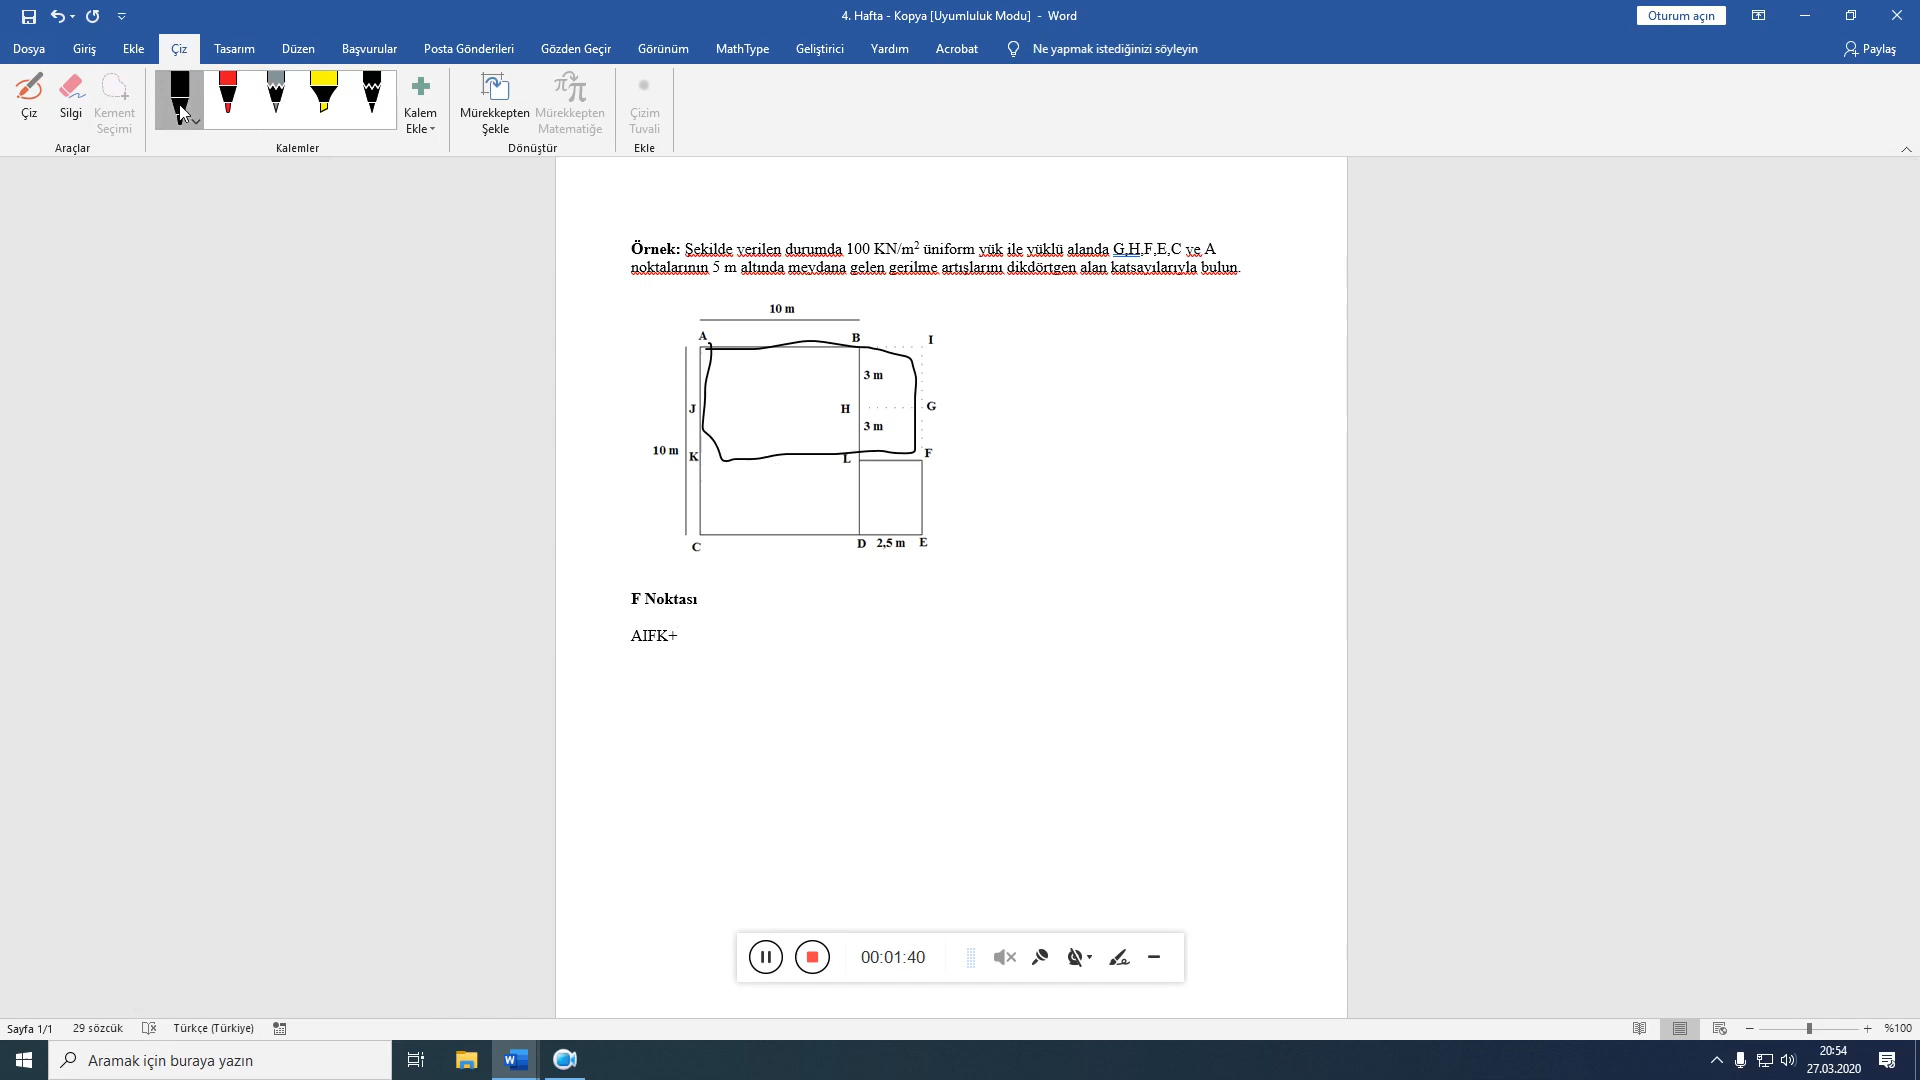 4. Hafta - Kopya [Uyumluluk Modu] - Word
Oturum açın
Dosya Giriş Ekle Çiz Tasarım Düzen Başvurular Posta Gönderileri Gözden Geçir Görünüm MathType Geliştirici Yardım Acrobat Ne yapmak istediğinizi söyleyin Paylaş
Çiz Silgi Kement Seçimi
Kalem Ekle
Mürekkepten Şekle
Mürekkepten Matematiğe
Çizim Tuvali
Araçlar Kalemler Dönüştür Ekle
Örnek: Şekilde verilen durumda 100 KN/m² üniform yük ile yüklü alanda G,H,F,E,C ve A
noktalarının 5 m altında meydana gelen gerilme artışlarını dikdörtgen alan katsayılarıyla bulun.
10 m
A B I
3 m
J H G
3 m
10 m K L F
C D 2,5 m E
F Noktası
AIFK+
00:01:40
Sayfa 1/1 29 sözcük Türkçe (Türkiye) %100
Aramak için buraya yazın
20:54
27.03.2020